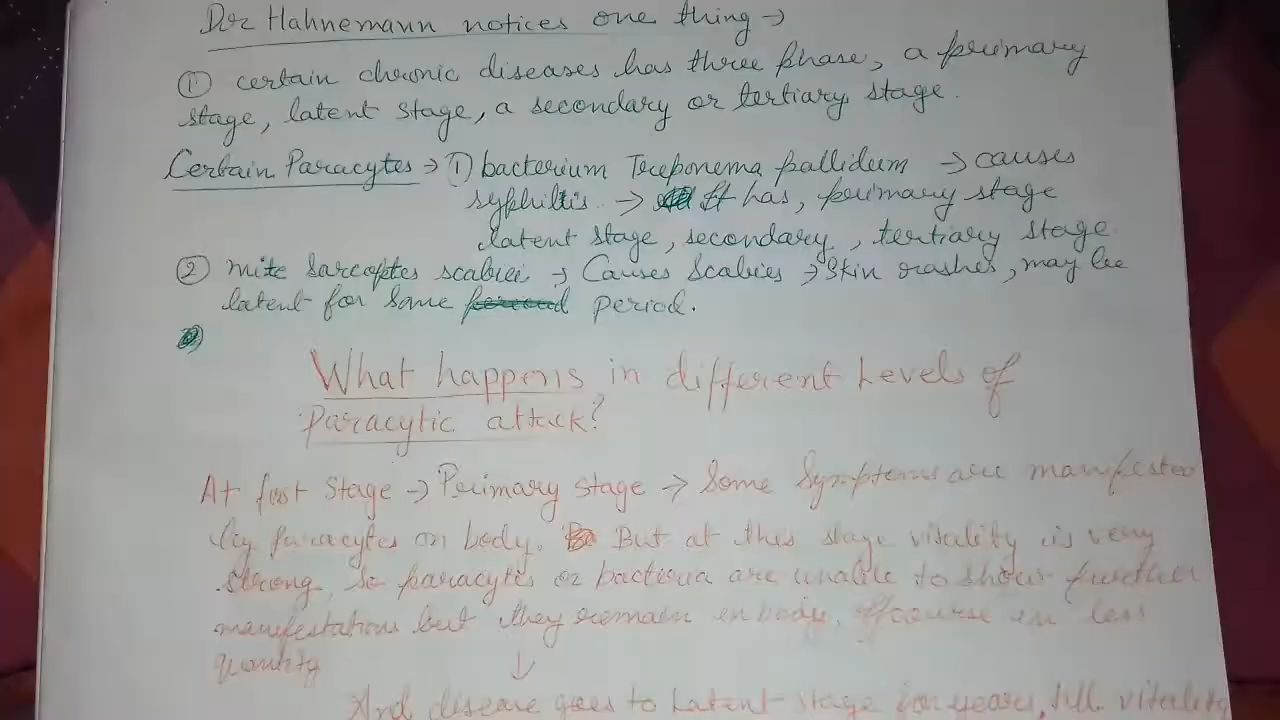 Dr Hahnemann notices one thing →
① certain chronic diseases has three phase, a primary
stage, latent stage, a secondary or tertiary stage.
Certain Paracytes → ① bacterium Treponema pallidum → causes
syphilis → It has, primary stage
latent stage, secondary, tertiary stage
② mite Sarcoptes scabiei → Causes Scabies → Skin rashes, may be
latent for some period.
What happens in different Levels of
Paracytic attack?
At first Stage → Primary stage → Some Symptoms are manifested
by paracytes on body. But at this stage vitality is very
strong, So paracytes or bacteria are unable to show further
manifestation but they remain in body, offcourse in less
quantity
↓
And disease goes to Latent stage for years, till vitality